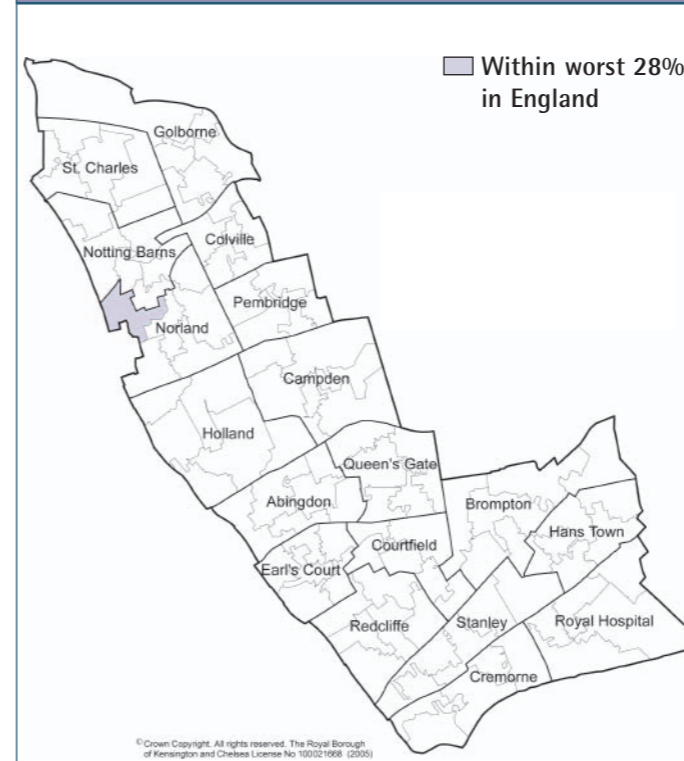 Within worst 28%
in England
Golborne
St. Charles
Colville
Notting Barns
Pembridge
Norland
Campden
Holland
Queen's Gate
Abingdon
Brompton
Hans Town
Courtfield
Earl's Court
Redcliffe
Stanley
Royal Hospital
Cremorne
© Crown Copyright. All rights reserved. The Royal Borough
of Kensington and Chelsea License No 100021668 (2005)